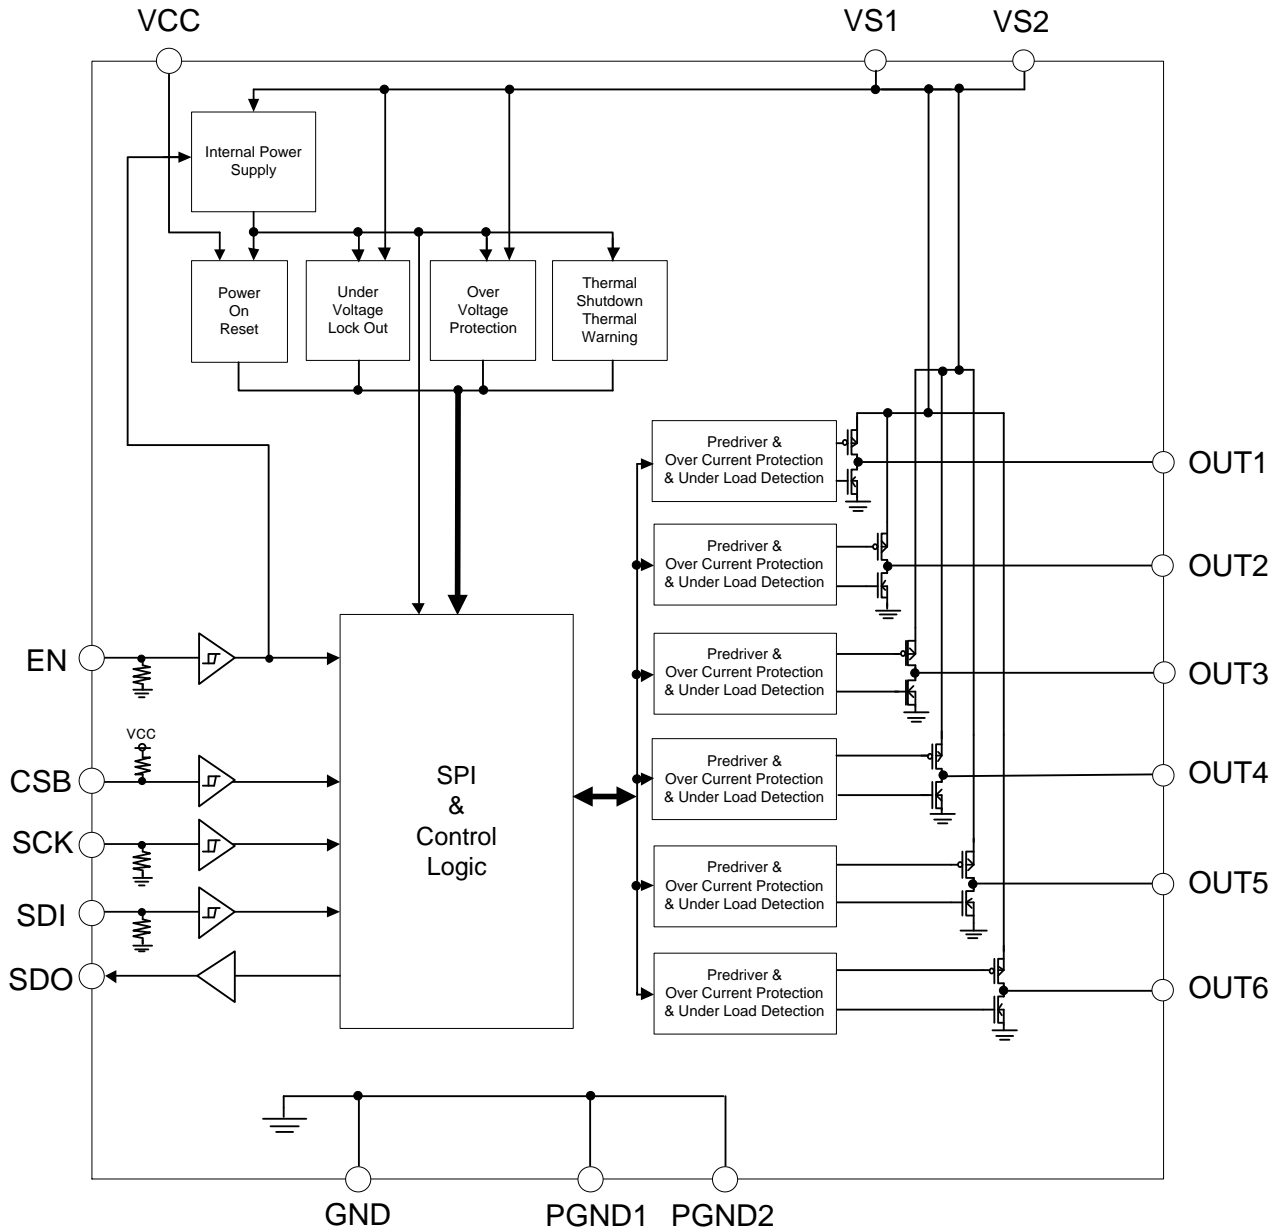 VCC
VS1
VS2
Internal Power
Supply
Power
On
Reset
Under
Voltage
Lock Out
Over
Voltage
Protection
Thermal
Shutdown
Thermal
Warning
Predriver &
Over Current Protection
& Under Load Detection
OUT1
Predriver &
Over Current Protection
& Under Load Detection
OUT2
EN
Predriver &
Over Current Protection
& Under Load Detection
OUT3
VCC
CSB
SCK
SDI
SDO
SPI
&
Control
Logic
Predriver &
Over Current Protection
& Under Load Detection
OUT4
Predriver &
Over Current Protection
& Under Load Detection
OUT5
Predriver &
Over Current Protection
& Under Load Detection
OUT6
GND
PGND1
PGND2